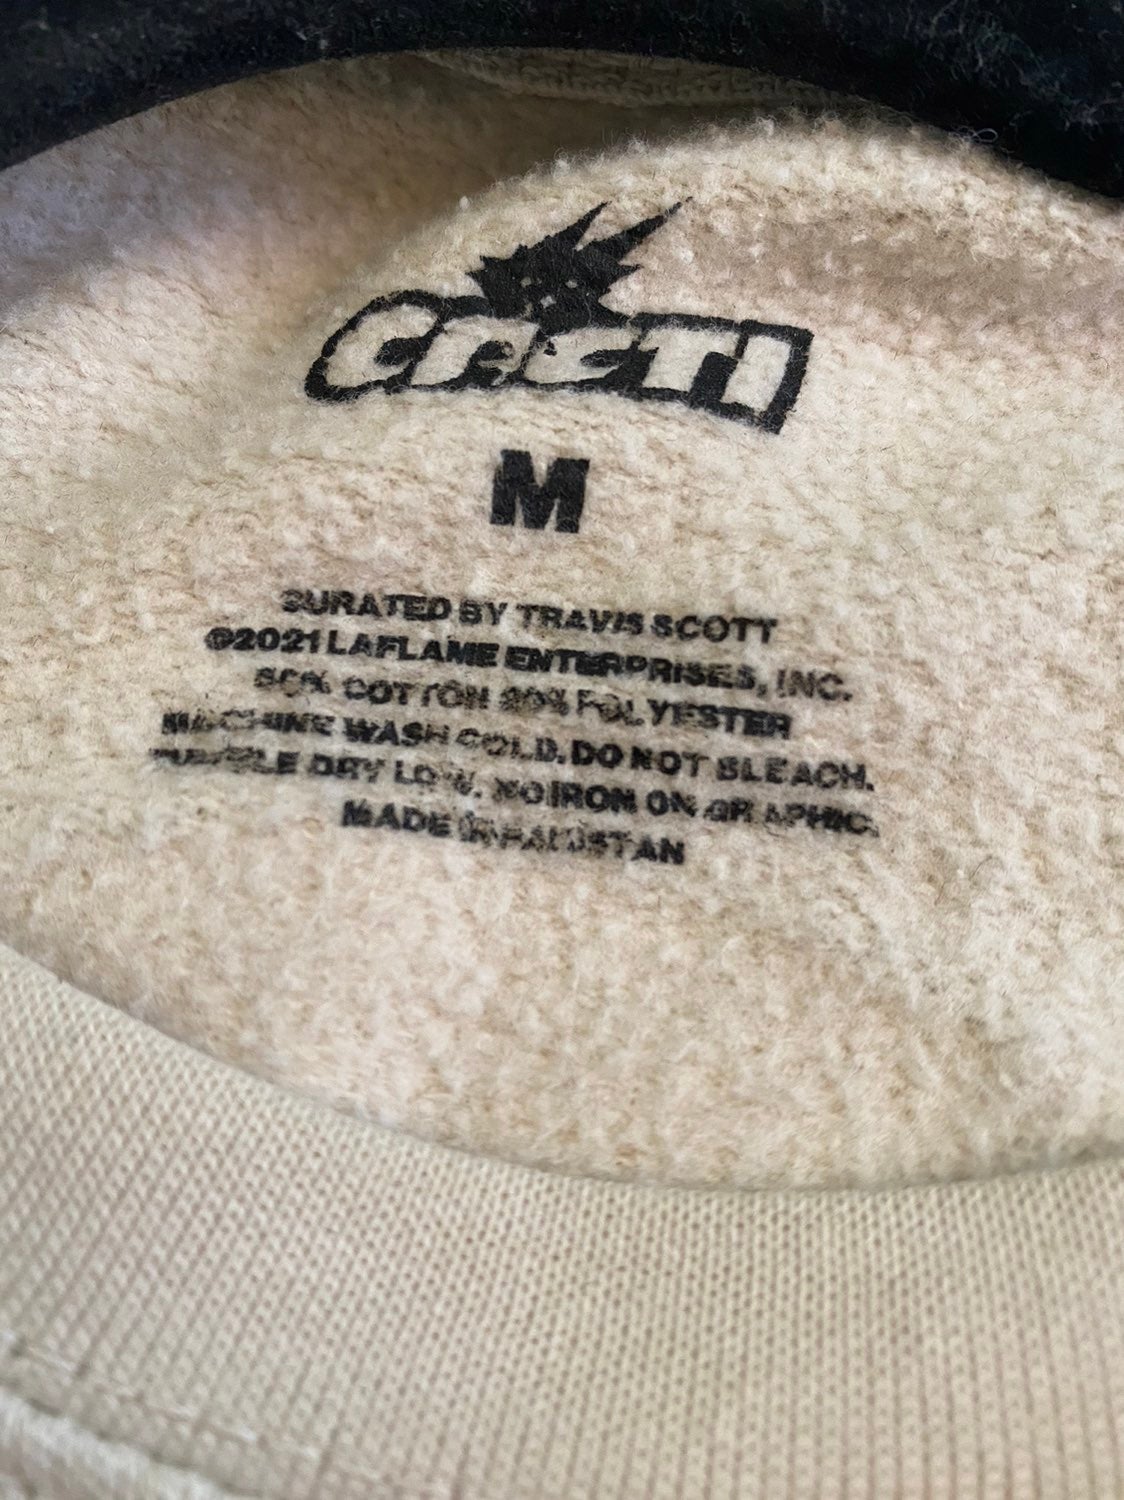 CACTI
M
CURATED BY TRAVIS SCOTT
©2021 LAFLAME ENTERPRISES, INC.
COTTON POLYESTER
MACHINE WASH COLD. DO NOT BLEACH.
TUMBLE DRY LOW. NO IRON ON GRAPHIC.
MADE IN PAKISTAN